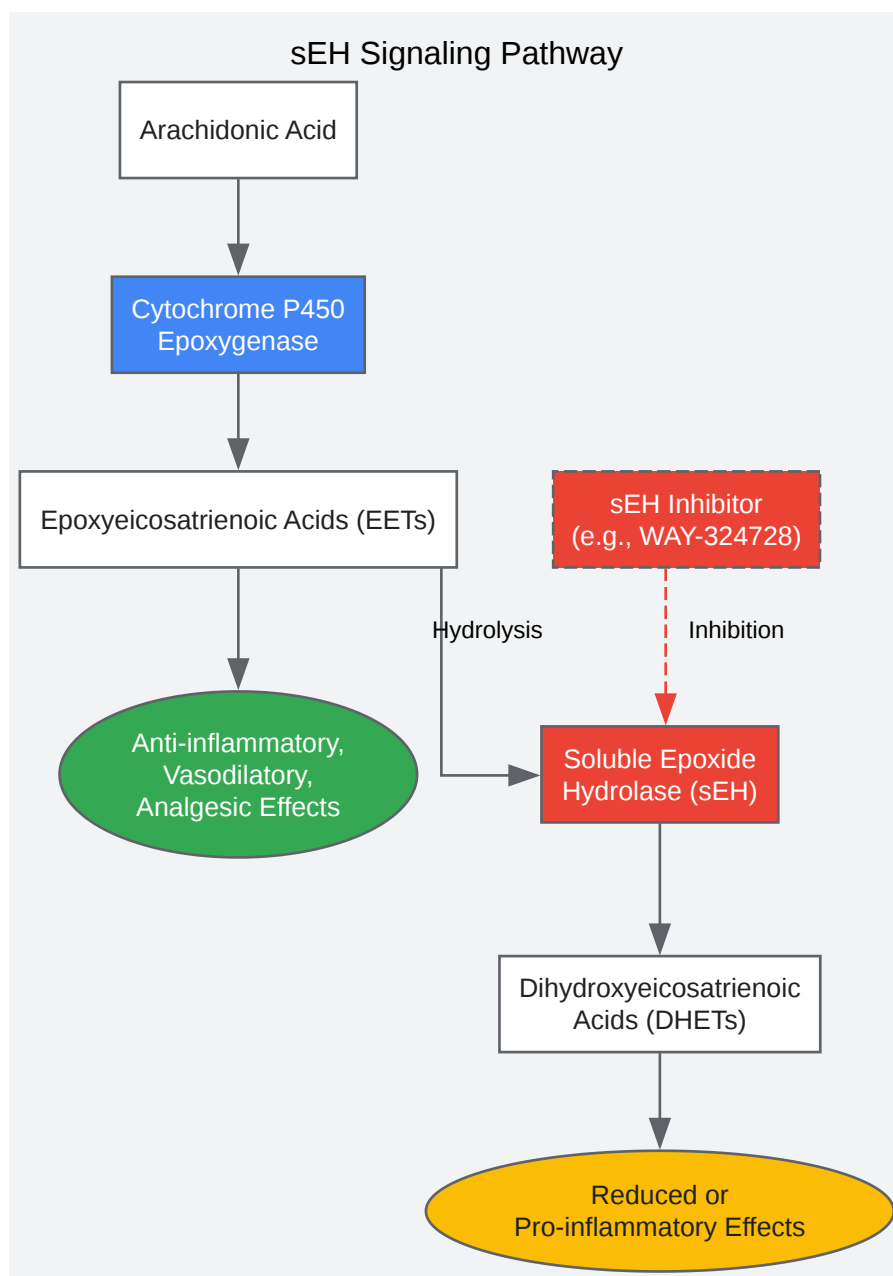 sEH Signaling Pathway
Arachidonic Acid
Cytochrome P450
Epoxygenase
Epoxyeicosatrienoic Acids (EETs)
sEH Inhibitor
(e.g., WAY-324728)
Hydrolysis
Inhibition
Anti-inflammatory,
Vasodilatory,
Analgesic Effects
Soluble Epoxide
Hydrolase (sEH)
Dihydroxyeicosatrienoic
Acids (DHETs)
Reduced or
Pro-inflammatory Effects